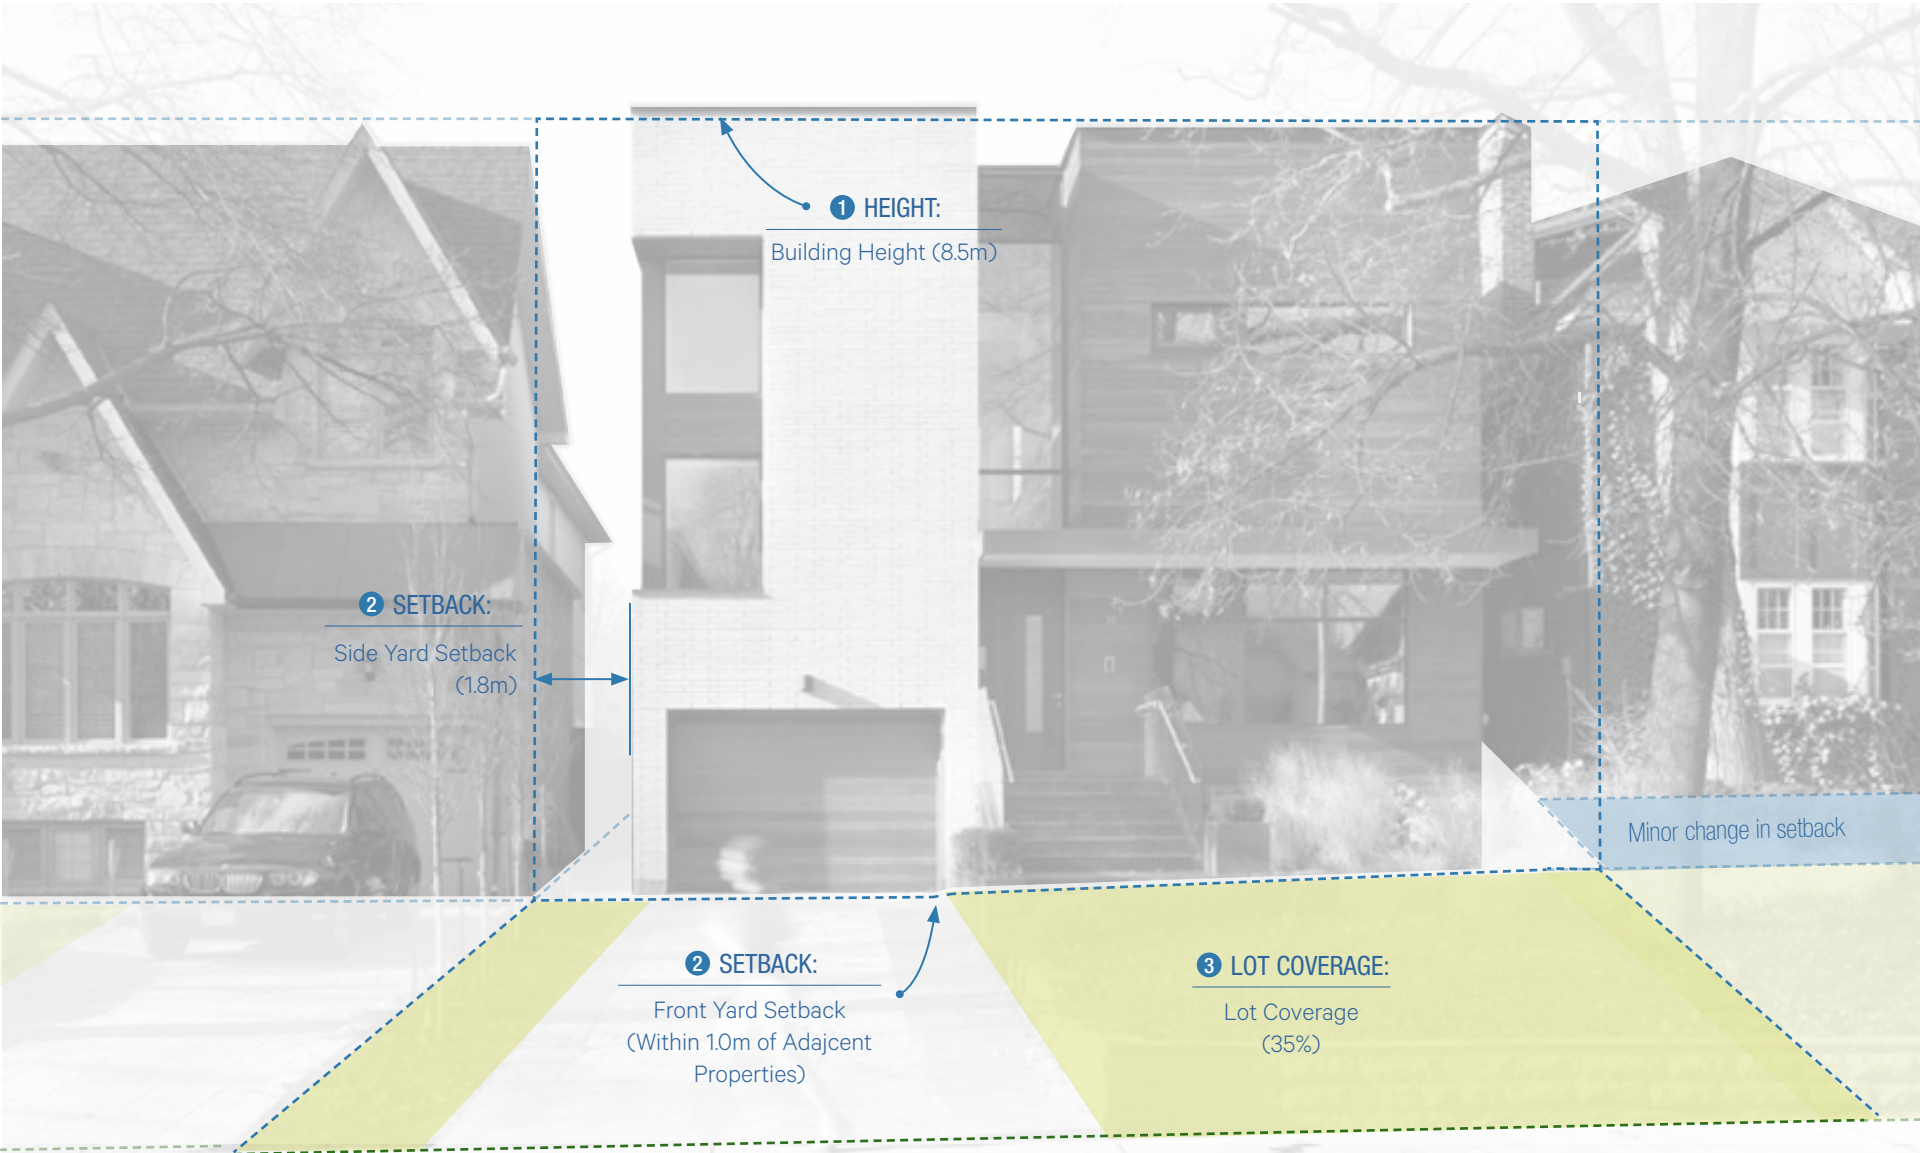 1 HEIGHT:
Building Height (8.5m)
2 SETBACK:
Side Yard Setback
(1.8m)
Minor change in setback
2 SETBACK:
Front Yard Setback
(Within 1.0m of Adajcent
Properties)
3 LOT COVERAGE:
Lot Coverage
(35%)